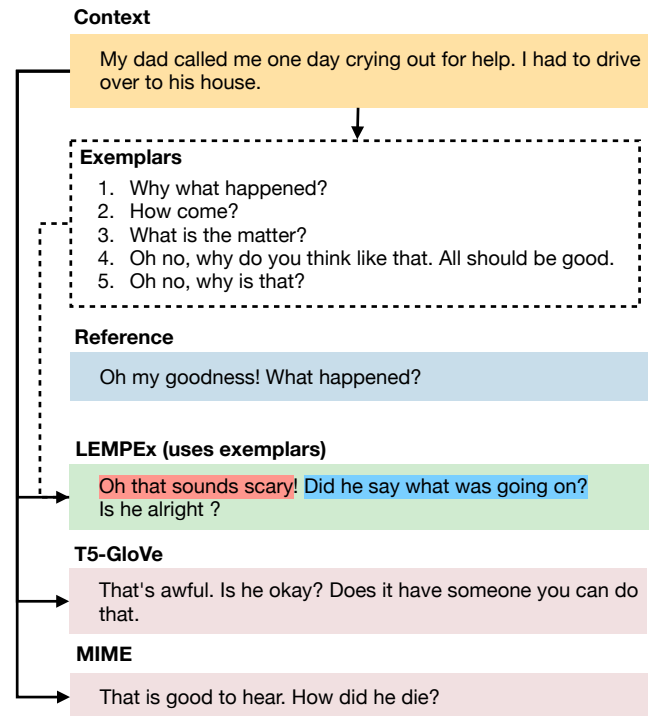 Context
My dad called me one day crying out for help. I had to drive
over to his house.
Exemplars
1. Why what happened?
2. How come?
3. What is the matter?
4. Oh no, why do you think like that. All should be good.
5. Oh no, why is that?
Reference
Oh my goodness! What happened?
LEMPEx (uses exemplars)
Oh that sounds scary! Did he say what was going on?
Is he alright ?
T5-GloVe
That's awful. Is he okay? Does it have someone you can do
that.
MIME
That is good to hear. How did he die?